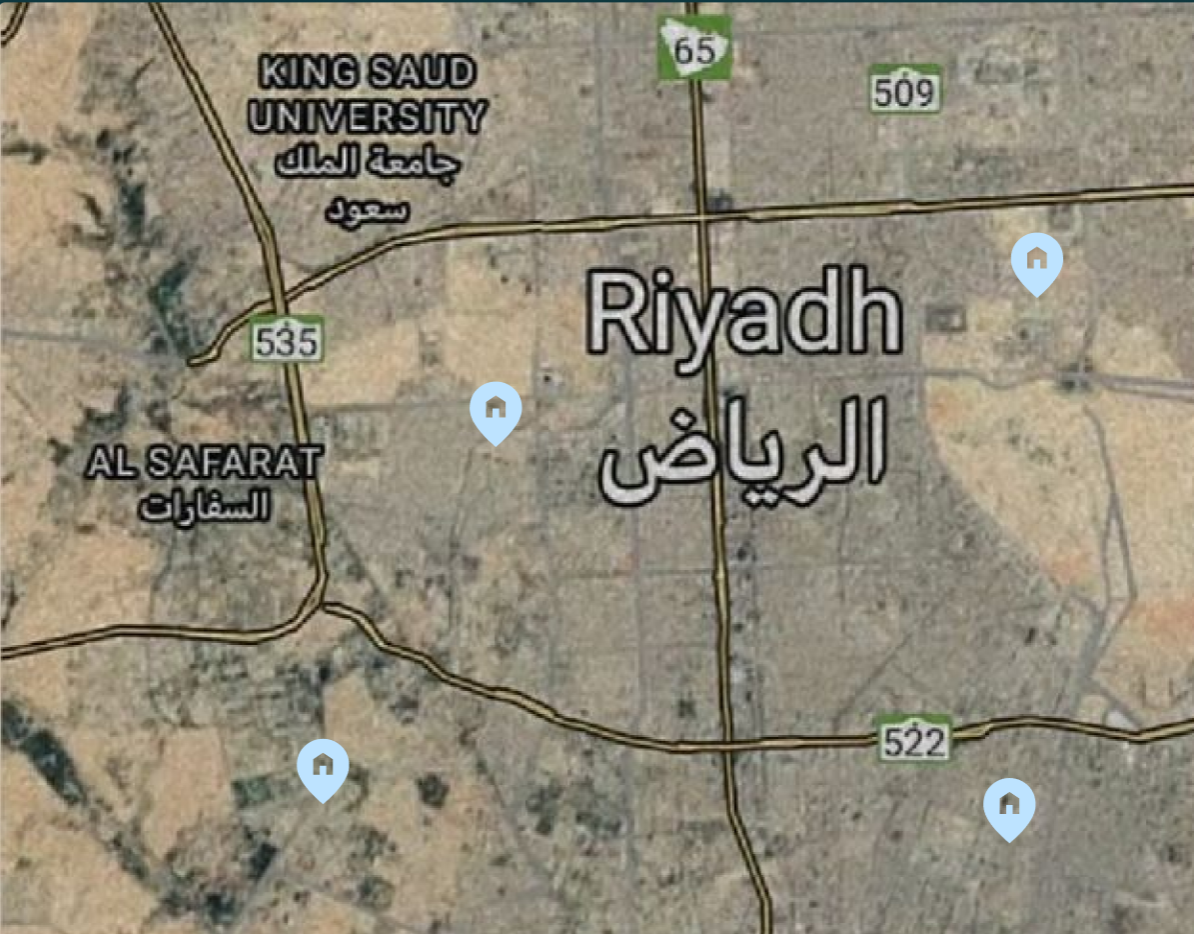 65
509
KING SAUD
UNIVERSITY
جامعة الملك
سعود
Riyadh
535
الرياض
AL SAFARAT
السفارات
522